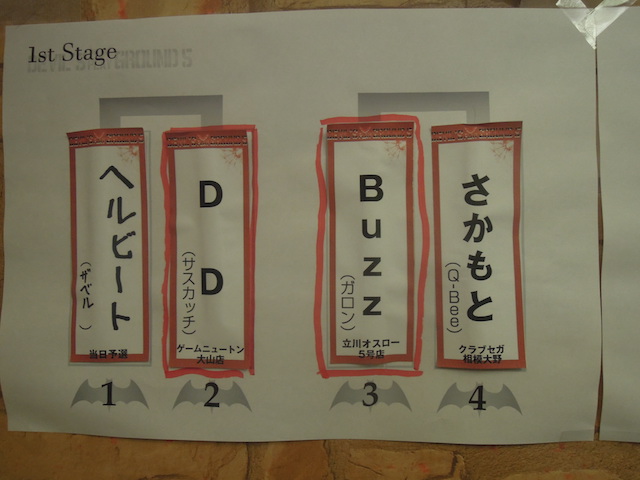 1st Stage
ヘルビート
(ザベル)
当日予選
1
DD
(サスカッチ)
ゲームニュートン
大山店
2
Buzz
(ガロン)
立川オスロー
5号店
3
さかもと
(Q-Bee)
クラブセガ
相模大野
4